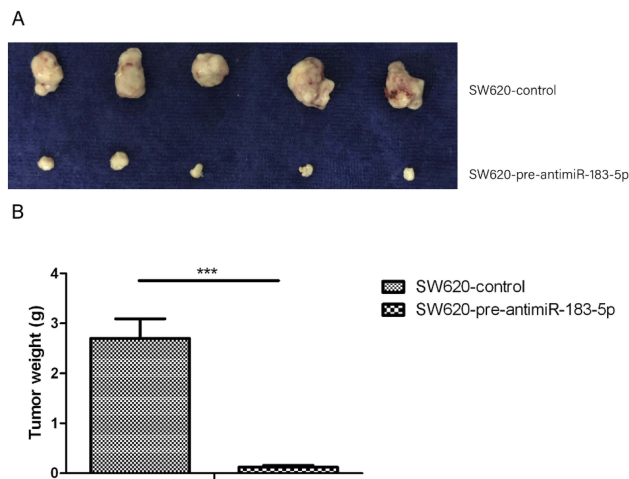 A
SW620-control
SW620-pre-antimiR-183-5p
B
***
4
3
2
1
0
Tumor weight (g)
SW620-control
SW620-pre-antimiR-183-5p